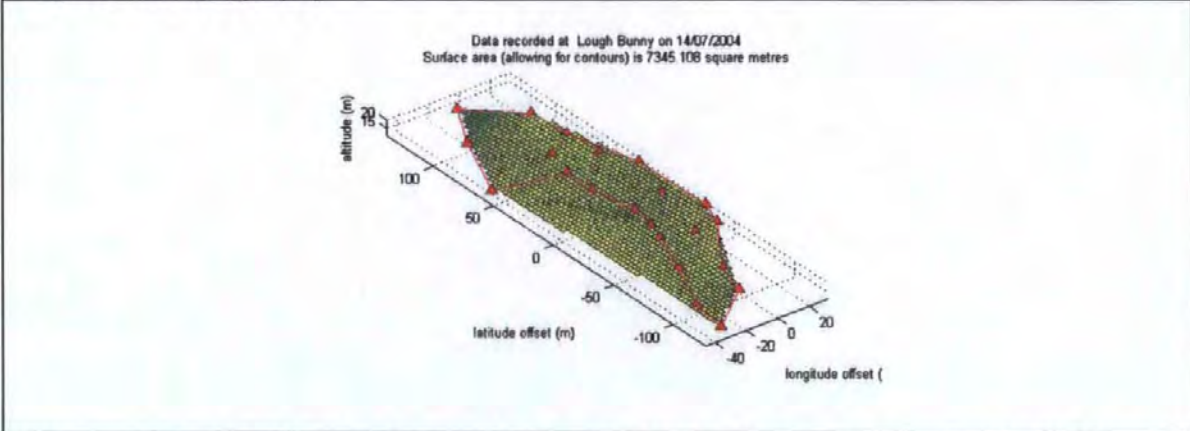 Data recorded at Lough Bunny on 14/07/2004
Surface area (allowing for contours) is 7345.108 square metres
altitude (m)
20
15
100
50
0
-50
-100
latitude offset (m)
-40
-20
0
20
longitude offset (